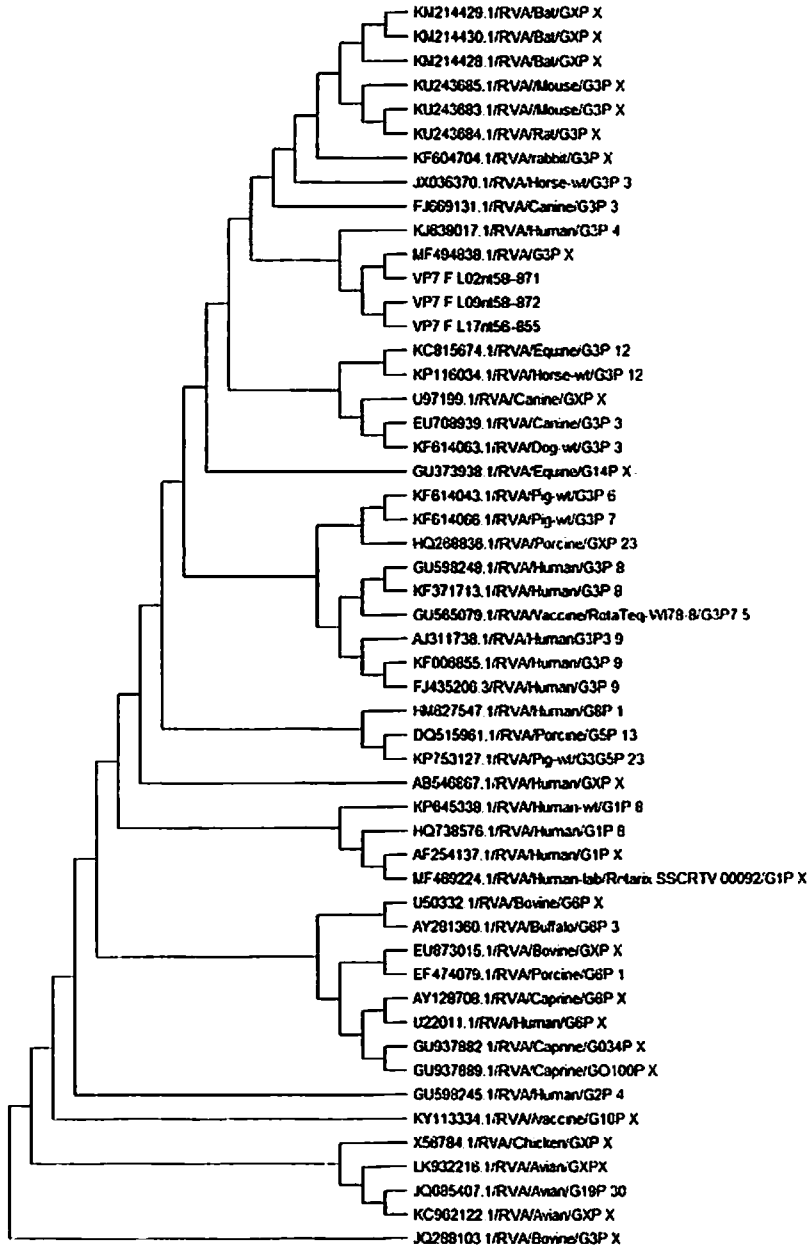 KM214429.1/RVA/Bat/GXP X
KM214430.1/RVA/Bat/GXP X
KM214428.1/RVA/Bat/GXP X
KU243685.1/RVA//Mouse/G3P X
KU243683.1/RVA//Mouse/G3P X
KU243684.1/RVA/Rat/G3P X
KF604704.1/RVA/rabbit/G3P X
JX036370.1/RVA/Horse-wt/G3P 3
FJ669131.1/RVA/Canine/G3P 3
KJ639017.1/RVA/Human/G3P 4
MF494838.1/RVA/G3P X
VP7 F L02nt58-871
VP7 F L09nt58-872
VP7 F L17nt56-855
KC815674.1/RVA/Equine/G3P 12
KP116034.1/RVA/Horse-wt/G3P 12
U97199.1/RVA/Canine/GXP X
EU708939.1/RVA/Canine/G3P 3
KF614063.1/RVA/Dog-wt/G3P 3
GU373938.1/RVA/Equine/G14P X
KF614043.1/RVA/Pig-wt/G3P 6
KF614066.1/RVA/Pig-wt/G3P 7
HQ268836.1/RVA/Porcine/GXP 23
GU598248.1/RVA/Human/G3P 8
KF371713.1/RVA/Human/G3P 8
GU565079.1/RVA/Vaccine/RotaTeq-WI78-8/G3P7 5
AJ311738.1/RVA/HumanG3P3 9
KF006855.1/RVA/Human/G3P 9
FJ435206.3/RVA/Human/G3P 9
HM627547.1/RVA/Human/G8P 1
DQ515961.1/RVA/Porcine/G5P 13
KP753127.1/RVA/Pig-wt/G3G5P 23
AB546867.1/RVA/Human/GXP X
KP645338.1/RVA/Human-wt/G1P 8
HQ738576.1/RVA/Human/G1P 8
AF254137.1/RVA/Human/G1P X
MF469224.1/RVA/Human-lab/Rotarix SSCRTV 00092/G1P X
U50332.1/RVA/Bovine/G6P X
AY281360.1/RVA/Buffalo/G6P 3
EU873015.1/RVA/Bovine/GXP X
EF474079.1/RVA/Porcine/G6P 1
AY128708.1/RVA/Caprine/G6P X
U22011.1/RVA/Human/G6P X
GU937882.1/RVA/Caprine/G034P X
GU937889.1/RVA/Caprine/GO100P X
GU598245.1/RVA/Human/G2P 4
KY113334.1/RVA/vaccine/G10P X
X56784.1/RVA/Chicken/GXP X
LK932216.1/RVA/Avian/GXPX
JQ085407.1/RVA/Avian/G19P 30
KC962122.1/RVA/Avian/GXP X
JQ288103.1/RVA/Bovine/G3P X